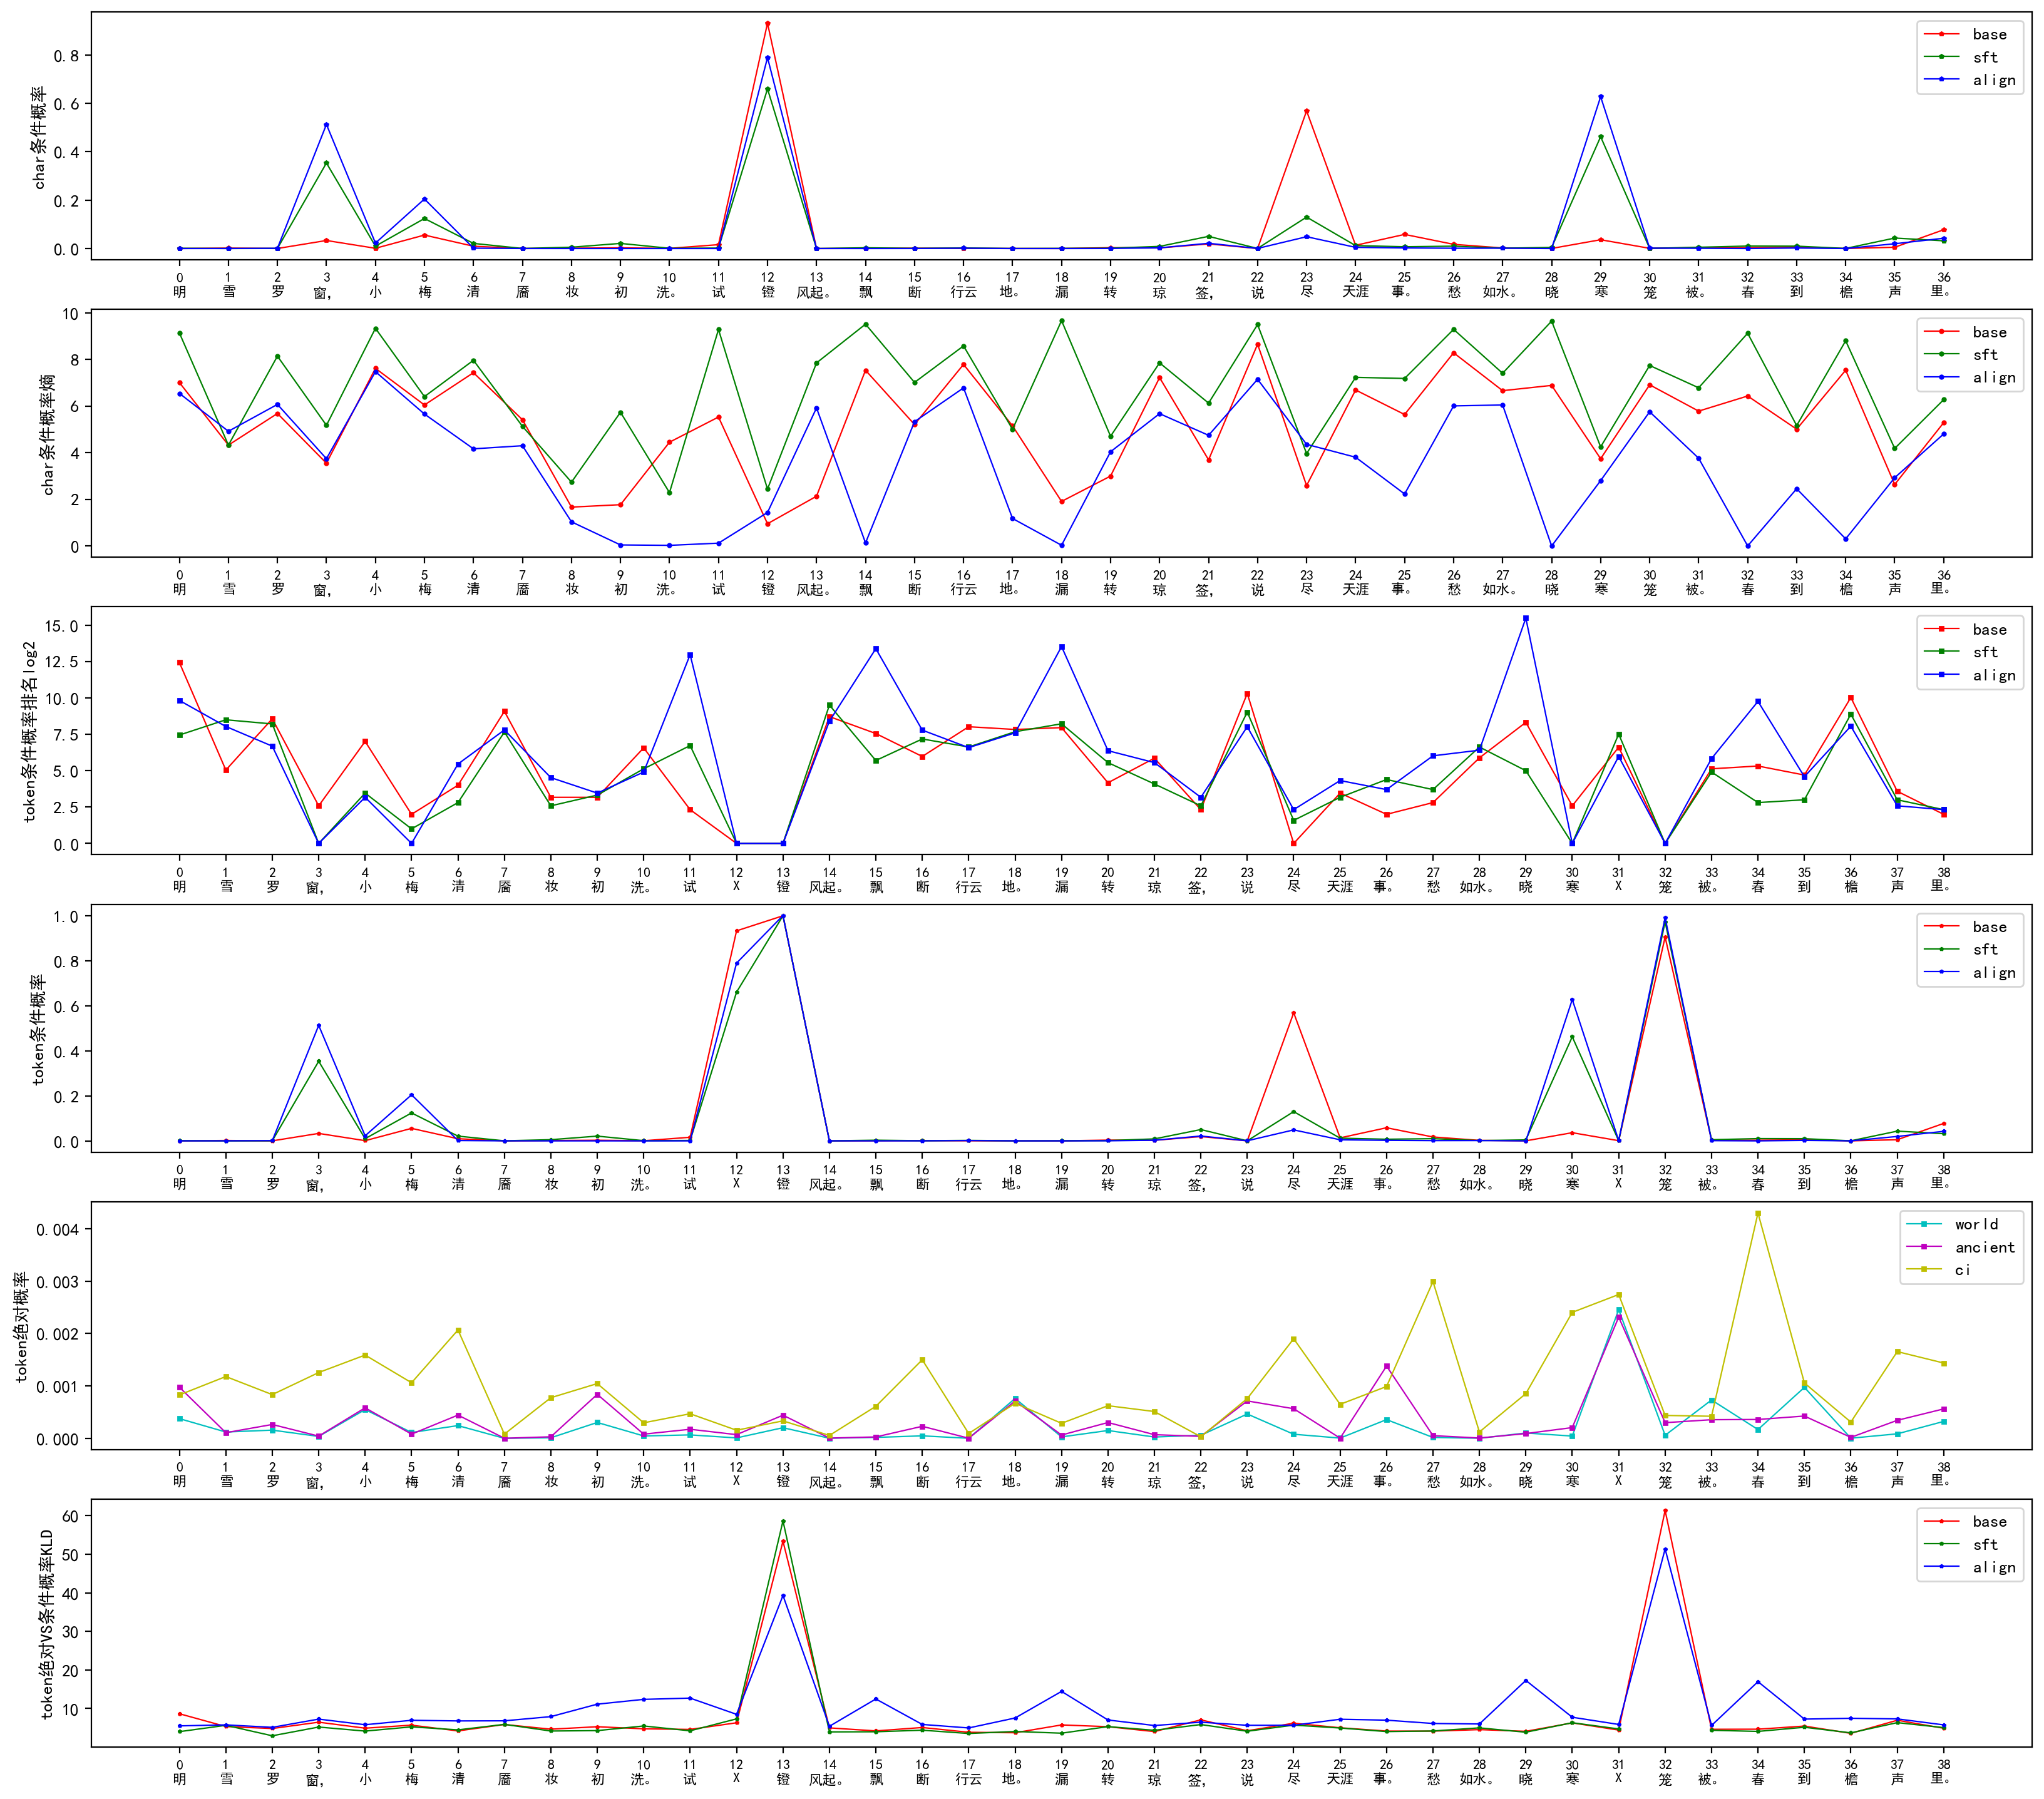 char条件概率
0.8
0.6
0.4
0.2
0.0
base
sft
align
0 1 2 3 4 5 6 7 8 9 10 11 12 13 14 15 16 17 18 19 20 21 22 23 24 25 26 27 28 29 30 31 32 33 34 35 36
明 雪 罗 窗, 小 梅 清 靥 妆 初 洗。 试 镫 风起。 飘 断 行云 地。 漏 转 琼 签, 说 尽 天涯 事。 愁 如水。 晓 寒 笼 被。 春 到 檐 声 里。
char条件概率熵
10
8
6
4
2
0
base
sft
align
0 1 2 3 4 5 6 7 8 9 10 11 12 13 14 15 16 17 18 19 20 21 22 23 24 25 26 27 28 29 30 31 32 33 34 35 36
明 雪 罗 窗, 小 梅 清 靥 妆 初 洗。 试 镫 风起。 飘 断 行云 地。 漏 转 琼 签, 说 尽 天涯 事。 愁 如水。 晓 寒 笼 被。 春 到 檐 声 里。
token条件概率排名log2
15.0
12.5
10.0
7.5
5.0
2.5
0.0
base
sft
align
0 1 2 3 4 5 6 7 8 9 10 11 12 13 14 15 16 17 18 19 20 21 22 23 24 25 26 27 28 29 30 31 32 33 34 35 36 37 38
明 雪 罗 窗, 小 梅 清 靥 妆 初 洗。 试 X 镫 风起。 飘 断 行云 地。 漏 转 琼 签, 说 尽 天涯 事。 愁 如水。 晓 寒 X 笼 被。 春 到 檐 声 里。
token条件概率
1.0
0.8
0.6
0.4
0.2
0.0
base
sft
align
0 1 2 3 4 5 6 7 8 9 10 11 12 13 14 15 16 17 18 19 20 21 22 23 24 25 26 27 28 29 30 31 32 33 34 35 36 37 38
明 雪 罗 窗, 小 梅 清 靥 妆 初 洗。 试 X 镫 风起。 飘 断 行云 地。 漏 转 琼 签, 说 尽 天涯 事。 愁 如水。 晓 寒 X 笼 被。 春 到 檐 声 里。
token绝对概率
0.004
0.003
0.002
0.001
0.000
world
ancient
ci
0 1 2 3 4 5 6 7 8 9 10 11 12 13 14 15 16 17 18 19 20 21 22 23 24 25 26 27 28 29 30 31 32 33 34 35 36 37 38
明 雪 罗 窗, 小 梅 清 靥 妆 初 洗。 试 X 镫 风起。 飘 断 行云 地。 漏 转 琼 签, 说 尽 天涯 事。 愁 如水。 晓 寒 X 笼 被。 春 到 檐 声 里。
token绝对VS条件概率KLD
60
50
40
30
20
10
base
sft
align
0 1 2 3 4 5 6 7 8 9 10 11 12 13 14 15 16 17 18 19 20 21 22 23 24 25 26 27 28 29 30 31 32 33 34 35 36 37 38
明 雪 罗 窗, 小 梅 清 靥 妆 初 洗。 试 X 镫 风起。 飘 断 行云 地。 漏 转 琼 签, 说 尽 天涯 事。 愁 如水。 晓 寒 X 笼 被。 春 到 檐 声 里。